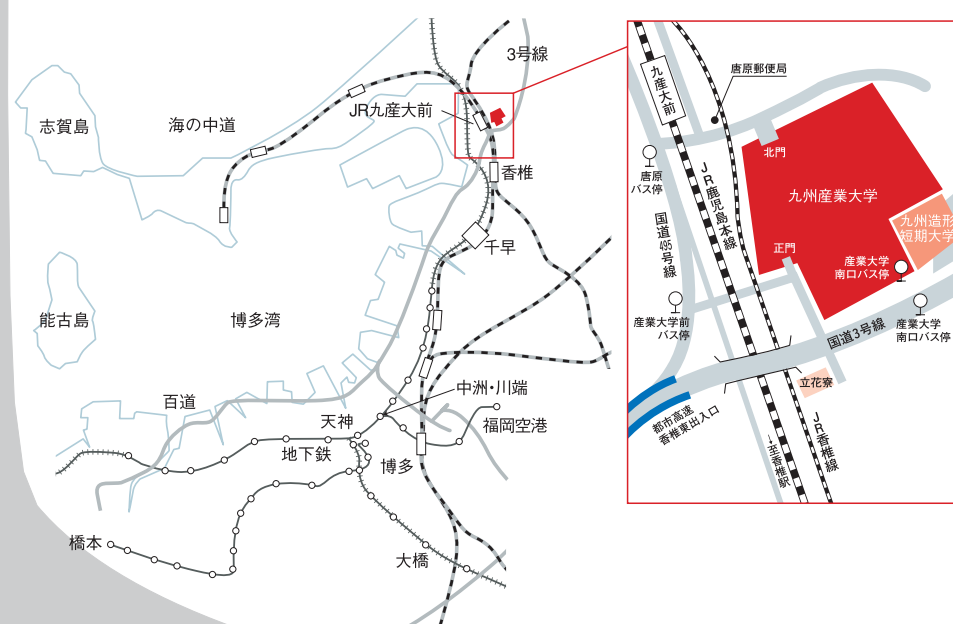 3号線
JR九産大前
志賀島
海の中道
香椎
千早
能古島
博多湾
百道
天神
中洲・川端
福岡空港
地下鉄
博多
橋本
大橋
九産大前
唐原郵便局
北門
唐原
バス停
JR鹿児島本線
九州産業大学
九州造形
短期大学
国道495号線
正門
産業大学
南口バス停
産業大学前
バス停
産業大学
南口バス停
国道3号線
立花寮
都市高速
香椎東出入口
JR香椎線
↓至香椎駅